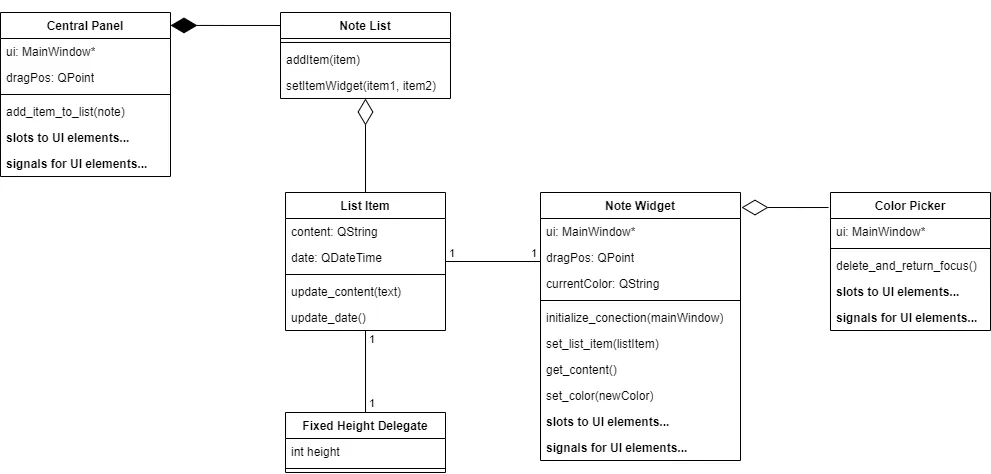 Central Panel
ui: MainWindow*
dragPos: QPoint
add_item_to_list(note)
slots to UI elements...
signals for UI elements...
Note List
addItem(item)
setItemWidget(item1, item2)
List Item
content: QString
date: QDateTime
update_content(text)
update_date()
1
1
Note Widget
ui: MainWindow*
dragPos: QPoint
currentColor: QString
initialize_conection(mainWindow)
set_list_item(listItem)
get_content()
set_color(newColor)
slots to UI elements...
signals for UI elements...
Color Picker
ui: MainWindow*
delete_and_return_focus()
slots to UI elements...
signals for UI elements...
1
1
Fixed Height Delegate
int height